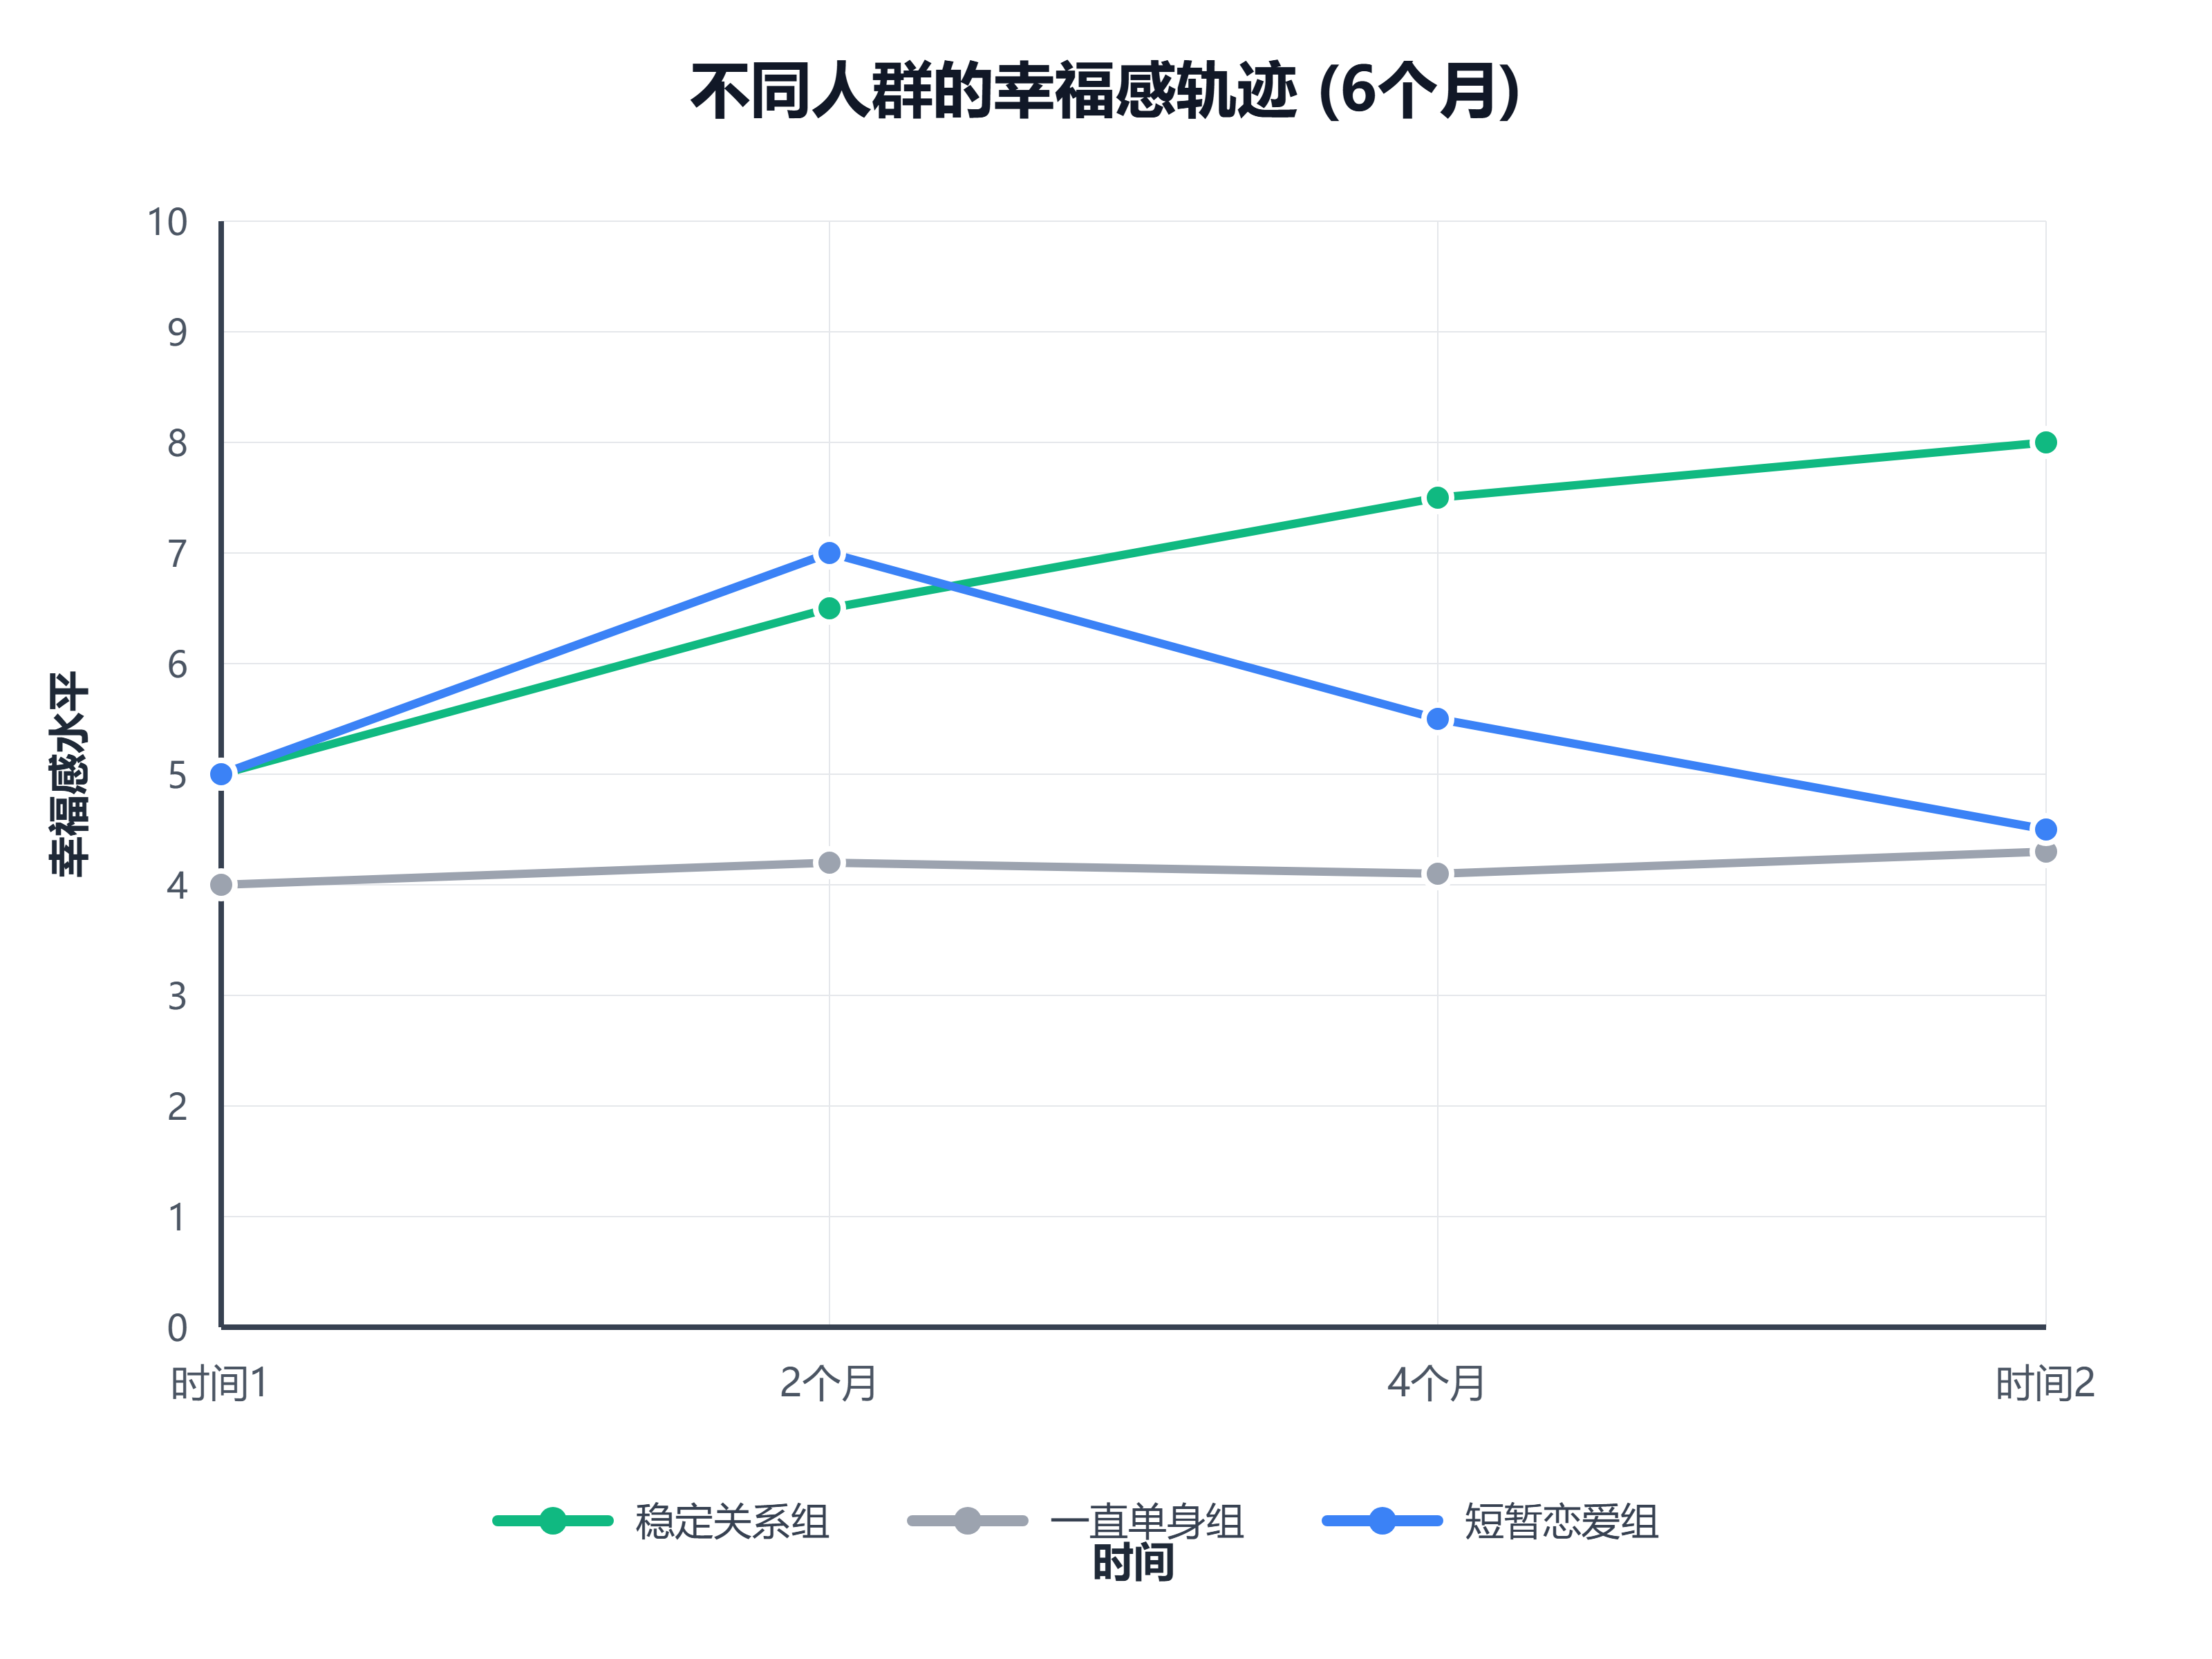 不同人群的幸福感轨迹 (6个月)
10
9
8
7
6
5
4
3
2
1
0
幸福感水平
时间1
2个月
4个月
时间2
稳定关系组
一直单身组
短暂恋爱组
时间